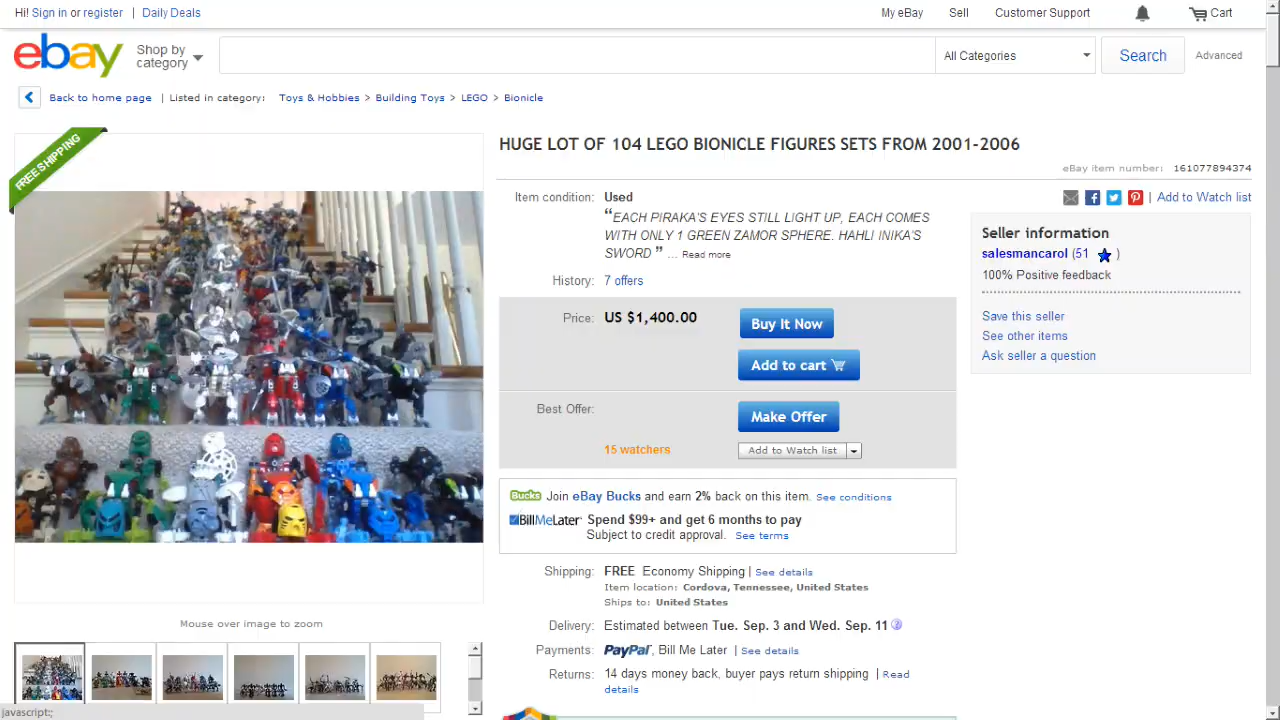 Hi! Sign in or register | Daily Deals
My eBay Sell Customer Support Cart
ebay Shop by category All Categories Search Advanced
Back to home page | Listed in category: Toys & Hobbies > Building Toys > LEGO > Bionicle
FREE SHIPPING
HUGE LOT OF 104 LEGO BIONICLE FIGURES SETS FROM 2001-2006
eBay item number: 161077894374
Item condition: Used
| Add to Watch list
“EACH PIRAKA'S EYES STILL LIGHT UP, EACH COMES
WITH ONLY 1 GREEN ZAMOR SPHERE. HAHLI INIKA'S
SWORD ” ... Read more
History: 7 offers
Price: US $1,400.00 Buy It Now
Add to cart
Best Offer: Make Offer
15 watchers Add to Watch list
Seller information
salesmancarol (51 )
100% Positive feedback
Save this seller
See other items
Ask seller a question
Bucks Join eBay Bucks and earn 2% back on this item. See conditions
BillMeLater Spend $99+ and get 6 months to pay
Subject to credit approval. See terms
Shipping: FREE Economy Shipping | See details
Item location: Cordova, Tennessee, United States
Ships to: United States
Delivery: Estimated between Tue. Sep. 3 and Wed. Sep. 11
Payments: PayPal, Bill Me Later | See details
Returns: 14 days money back, buyer pays return shipping | Read
details
Mouse over image to zoom
javascript:;